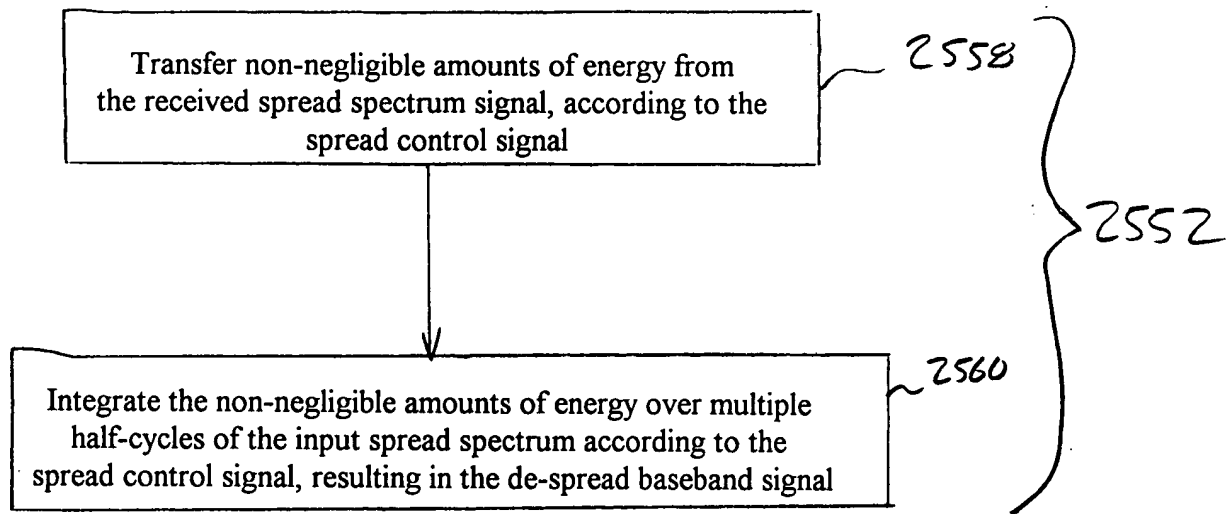 Transfer non-negligible amounts of energy from
the received spread spectrum signal, according to the
spread control signal
2558
2552
Integrate the non-negligible amounts of energy over multiple
half-cycles of the input spread spectrum according to the
spread control signal, resulting in the de-spread baseband signal
2560